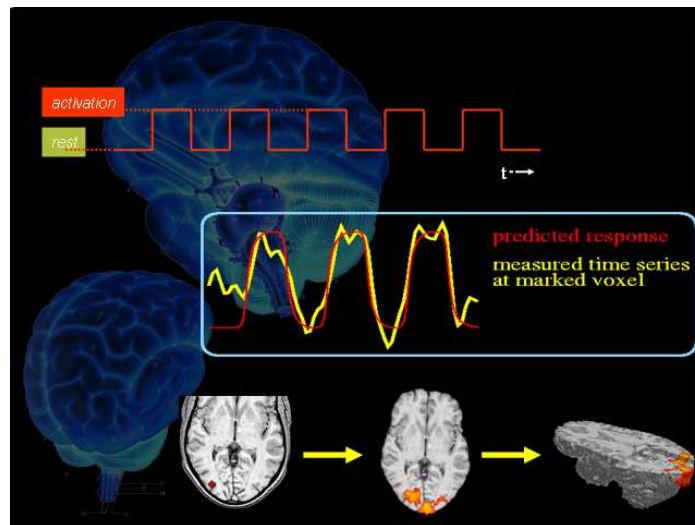 activation
rest
t
predicted response
measured time series
at marked voxel